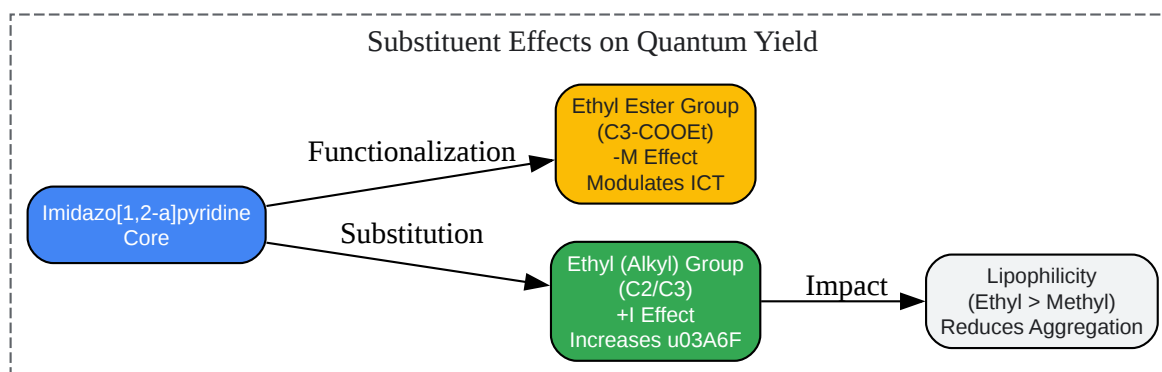 Substituent Effects on Quantum Yield
Imidazo[1,2-a]pyridine
Core
Functionalization
Ethyl Ester Group
(C3-COOEt)
-M Effect
Modulates ICT
Substitution
Ethyl (Alkyl) Group
(C2/C3)
+I Effect
Increases u03A6F
Impact
Lipophilicity
(Ethyl > Methyl)
Reduces Aggregation